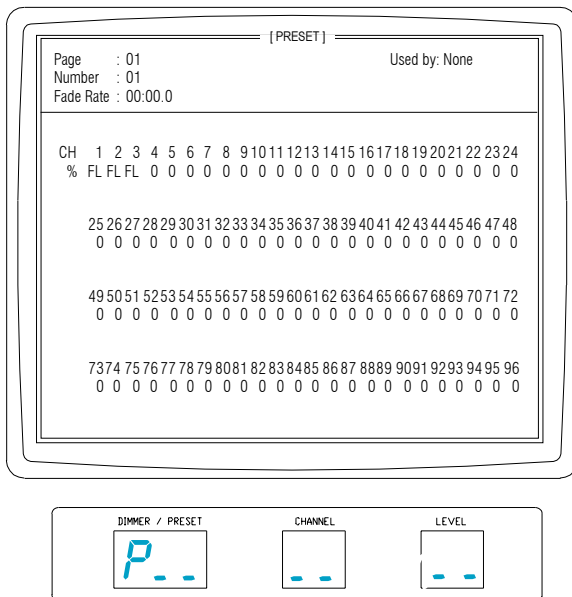 [ PRESET ]
Page : 01 Used by: None
Number : 01
Fade Rate : 00:00.0
CH 1 2 3 4 5 6 7 8 9 10 11 12 13 14 15 16 17 18 19 20 21 22 23 24
% FL FL FL 0 0 0 0 0 0 0 0 0 0 0 0 0 0 0 0 0 0 0 0 0
25 26 27 28 29 30 31 32 33 34 35 36 37 38 39 40 41 42 43 44 45 46 47 48
0 0 0 0 0 0 0 0 0 0 0 0 0 0 0 0 0 0 0 0 0 0 0 0
49 50 51 52 53 54 55 56 57 58 59 60 61 62 63 64 65 66 67 68 69 70 71 72
0 0 0 0 0 0 0 0 0 0 0 0 0 0 0 0 0 0 0 0 0 0 0 0
73 74 75 76 77 78 79 80 81 82 83 84 85 86 87 88 89 90 91 92 93 94 95 96
0 0 0 0 0 0 0 0 0 0 0 0 0 0 0 0 0 0 0 0 0 0 0 0
DIMMER / PRESET CHANNEL LEVEL
P_ _ _ _ _ _